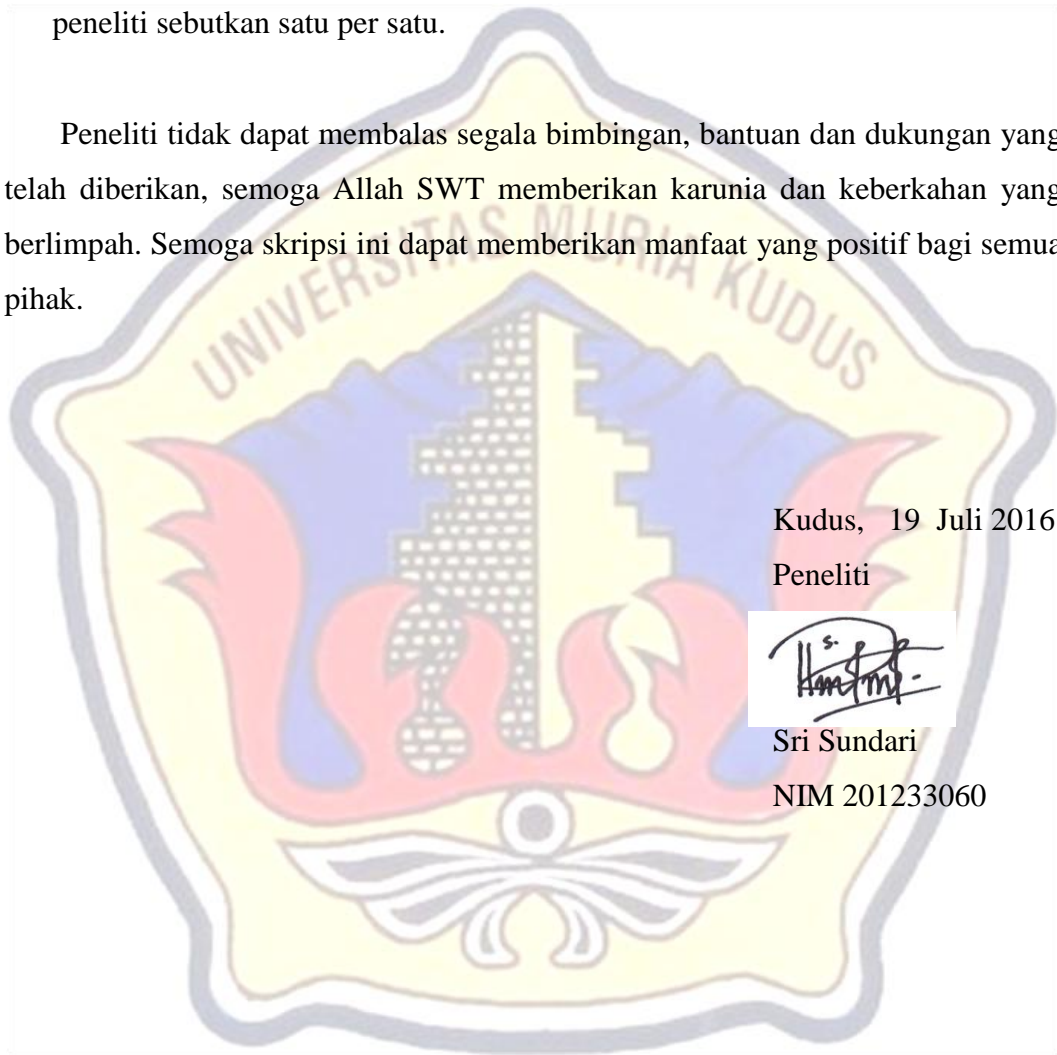 peneliti sebutkan satu per satu.
Peneliti tidak dapat membalas segala bimbingan, bantuan dan dukungan yang
telah diberikan, semoga Allah SWT memberikan karunia dan keberkahan yang
berlimpah. Semoga skripsi ini dapat memberikan manfaat yang positif bagi semua
pihak.
UNIVERSITAS MURIA KUDUS
Kudus, 19 Juli 2016
Peneliti
Sri Sundari
NIM 201233060